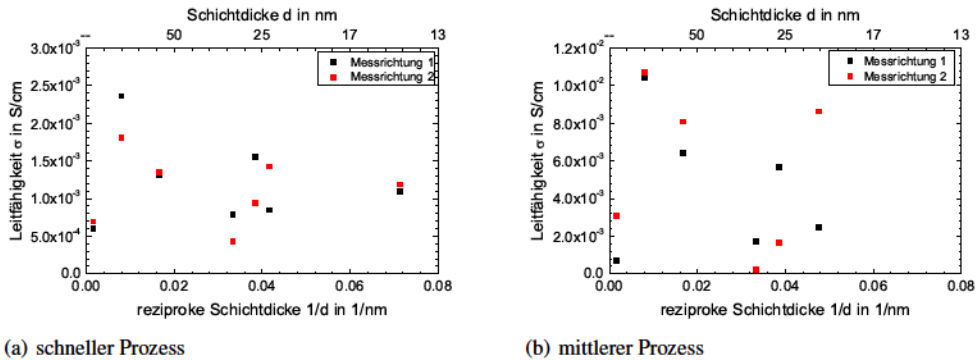 Schichtdicke d in nm
-- 50 25 17 13
3.0x10⁻³
2.5x10⁻³
2.0x10⁻³
1.5x10⁻³
1.0x10⁻³
5.0x10⁻⁴
0.0
Leitfähigkeit σ in S/cm
Messrichtung 1
Messrichtung 2
0.00 0.02 0.04 0.06 0.08
reziproke Schichtdicke 1/d in 1/nm
(a) schneller Prozess
Schichtdicke d in nm
-- 50 25 17 13
1.2x10⁻²
1.0x10⁻²
8.0x10⁻³
6.0x10⁻³
4.0x10⁻³
2.0x10⁻³
0.0
Leitfähigkeit σ in S/cm
Messrichtung 1
Messrichtung 2
0.00 0.02 0.04 0.06 0.08
reziproke Schichtdicke 1/d in 1/nm
(b) mittlerer Prozess